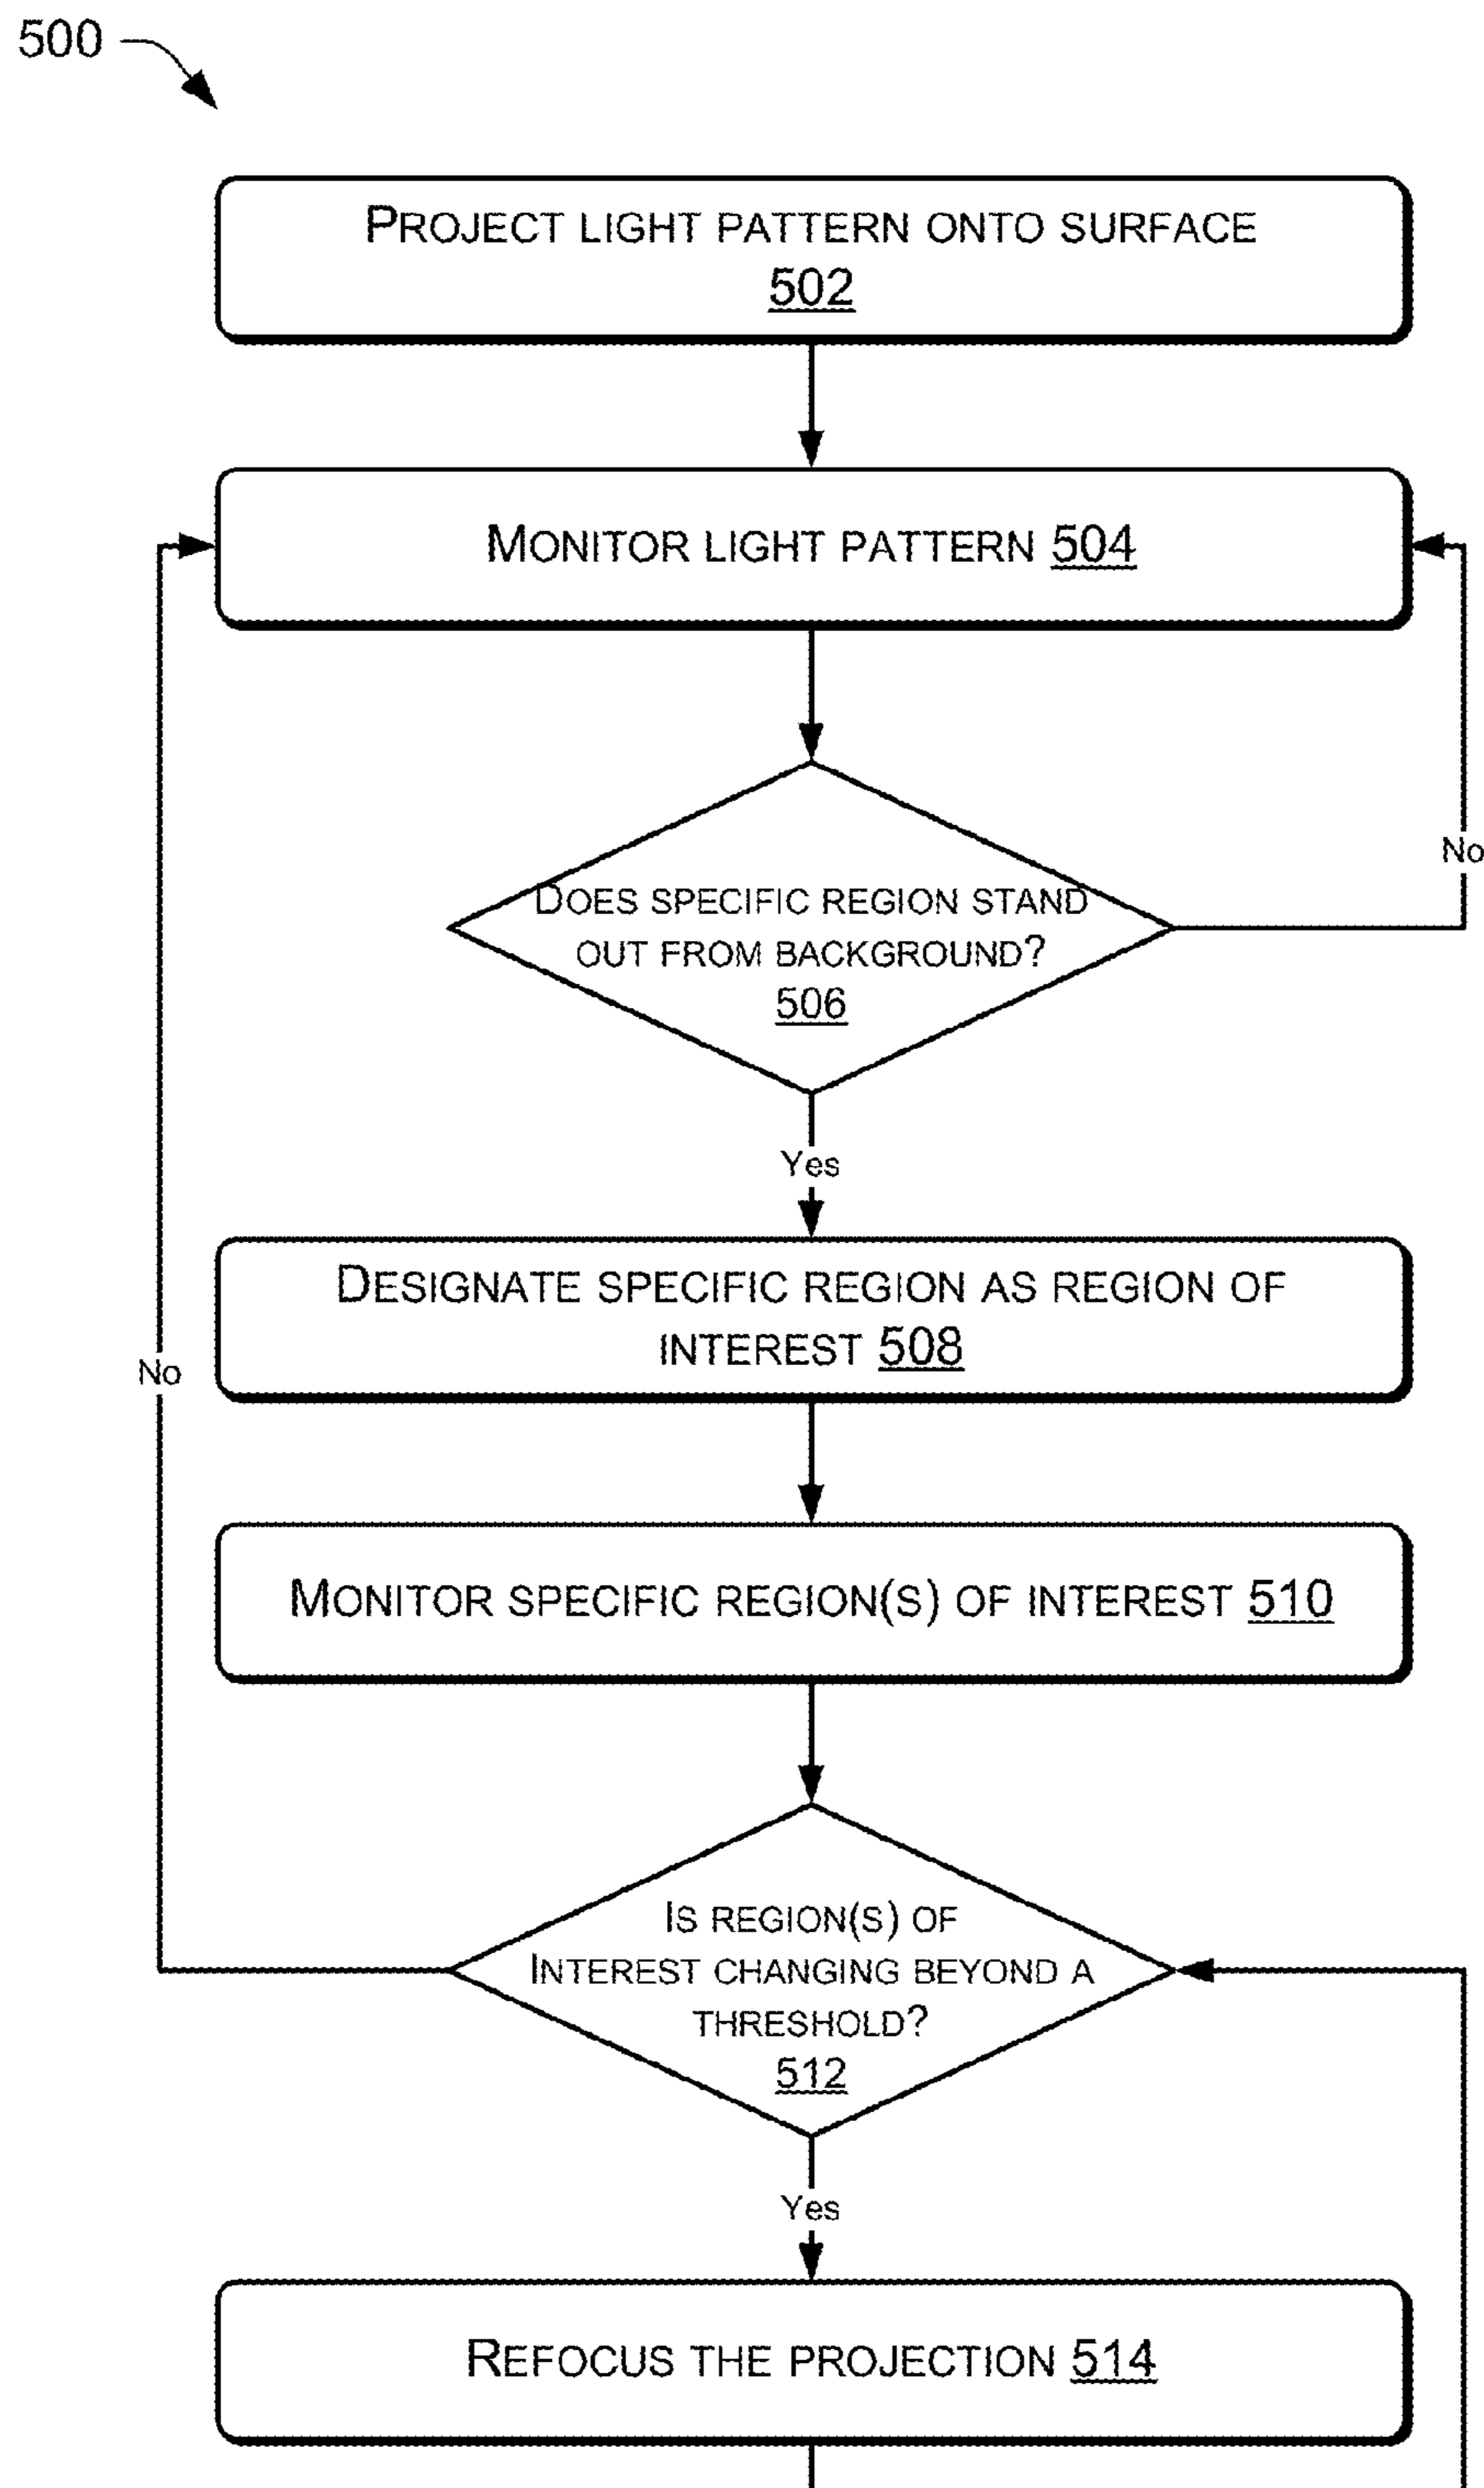 500
PROJECT LIGHT PATTERN ONTO SURFACE
502
MONITOR LIGHT PATTERN 504
No
DOES SPECIFIC REGION STAND
OUT FROM BACKGROUND?
506
Yes
DESIGNATE SPECIFIC REGION AS REGION OF
INTEREST 508
No
MONITOR SPECIFIC REGION(S) OF INTEREST 510
IS REGION(S) OF
INTEREST CHANGING BEYOND A
THRESHOLD?
512
Yes
REFOCUS THE PROJECTION 514